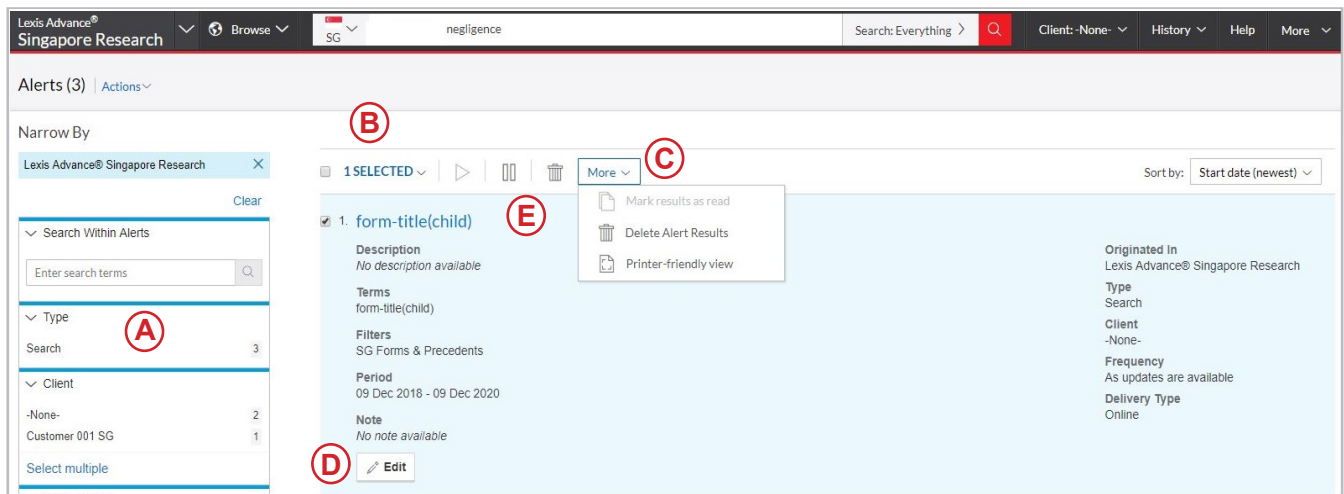 Lexis Advance®
Singapore Research
Browse
SG
negligence
Search: Everything
Client: -None-
History
Help
More
Alerts (3) | Actions
Narrow By
Lexis Advance® Singapore Research
Clear
Search Within Alerts
Enter search terms
Type
A
Search 3
Client
-None- 2
Customer 001 SG 1
Select multiple
B
1 SELECTED
More
C
Sort by: Start date (newest)
Mark results as read
Delete Alert Results
Printer-friendly view
E
1. form-title(child)
Description
No description available
Terms
form-title(child)
Filters
SG Forms & Precedents
Period
09 Dec 2018 - 09 Dec 2020
Note
No note available
D
Edit
Originated In
Lexis Advance® Singapore Research
Type
Search
Client
-None-
Frequency
As updates are available
Delivery Type
Online